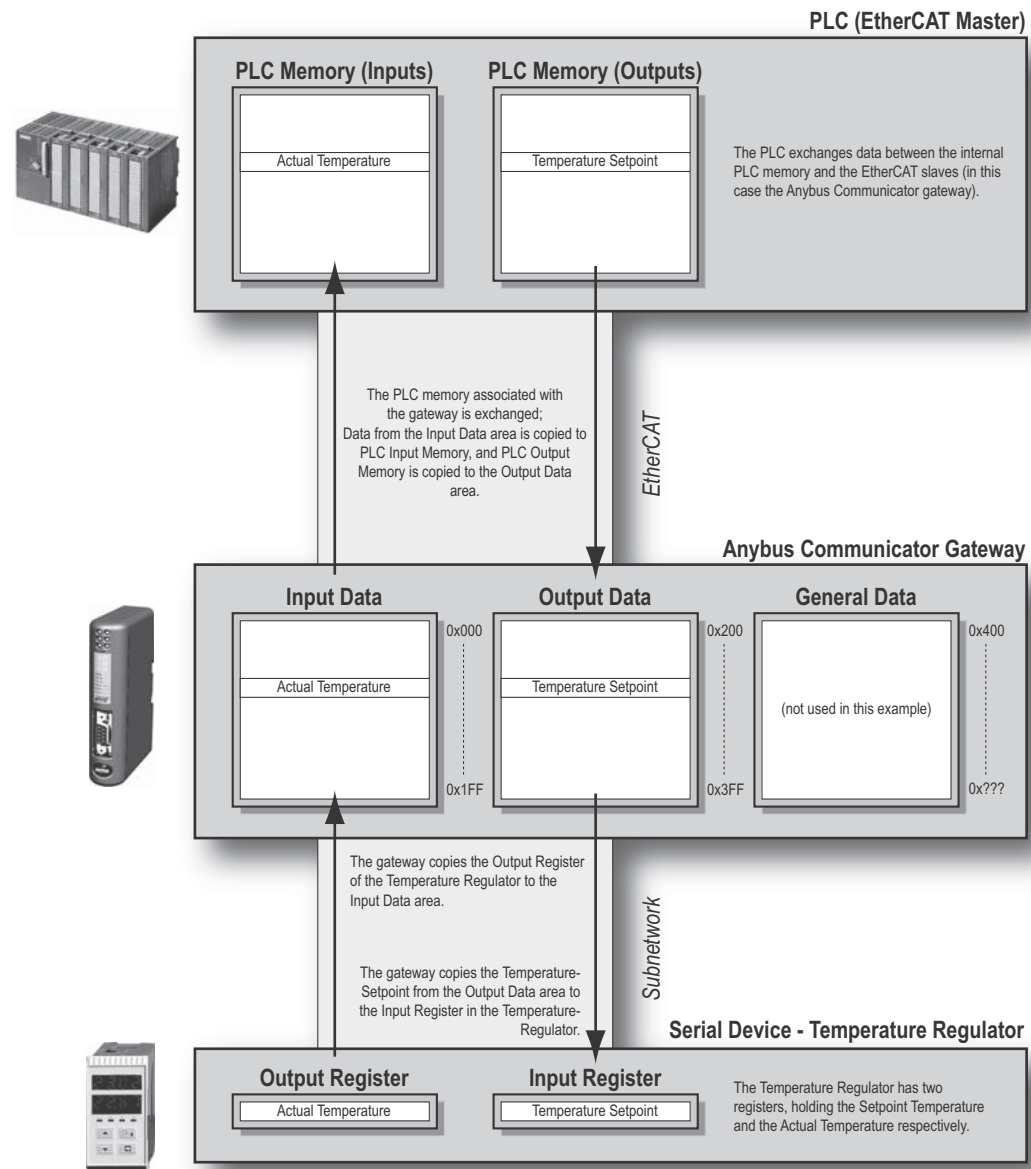 PLC (EtherCAT Master)
PLC Memory (Inputs)
PLC Memory (Outputs)
Actual Temperature
Temperature Setpoint
The PLC exchanges data between the internal
PLC memory and the EtherCAT slaves (in this
case the Anybus Communicator gateway).
The PLC memory associated with
the gateway is exchanged;
Data from the Input Data area is copied to
PLC Input Memory, and PLC Output
Memory is copied to the Output Data
area.
EtherCAT
Anybus Communicator Gateway
Input Data
Output Data
General Data
0x000
0x200
0x400
Actual Temperature
Temperature Setpoint
(not used in this example)
0x1FF
0x3FF
0x???
The gateway copies the Output Register
of the Temperature Regulator to the
Input Data area.
Subnetwork
The gateway copies the Temperature-
Setpoint from the Output Data area to
the Input Register in the Temperature-
Regulator.
Serial Device - Temperature Regulator
Output Register
Input Register
Actual Temperature
Temperature Setpoint
The Temperature Regulator has two
registers, holding the Setpoint Temperature
and the Actual Temperature respectively.